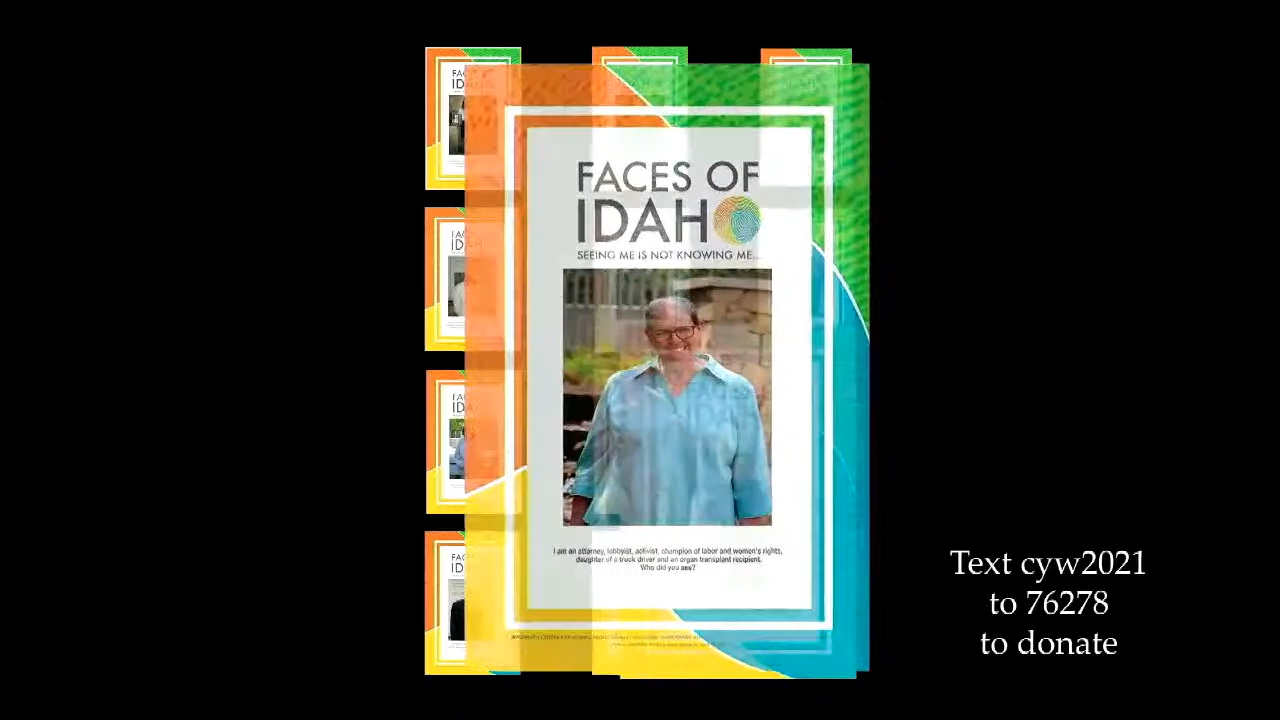 FACES OF
IDAHO
SEEING ME IS NOT KNOWING ME...
I am an attorney, lobbyist, activist, champion of labor and women's rights,
daughter of a truck driver and an organ transplant recipient.
Who did you see?
Text cyw2021
to 76278
to donate